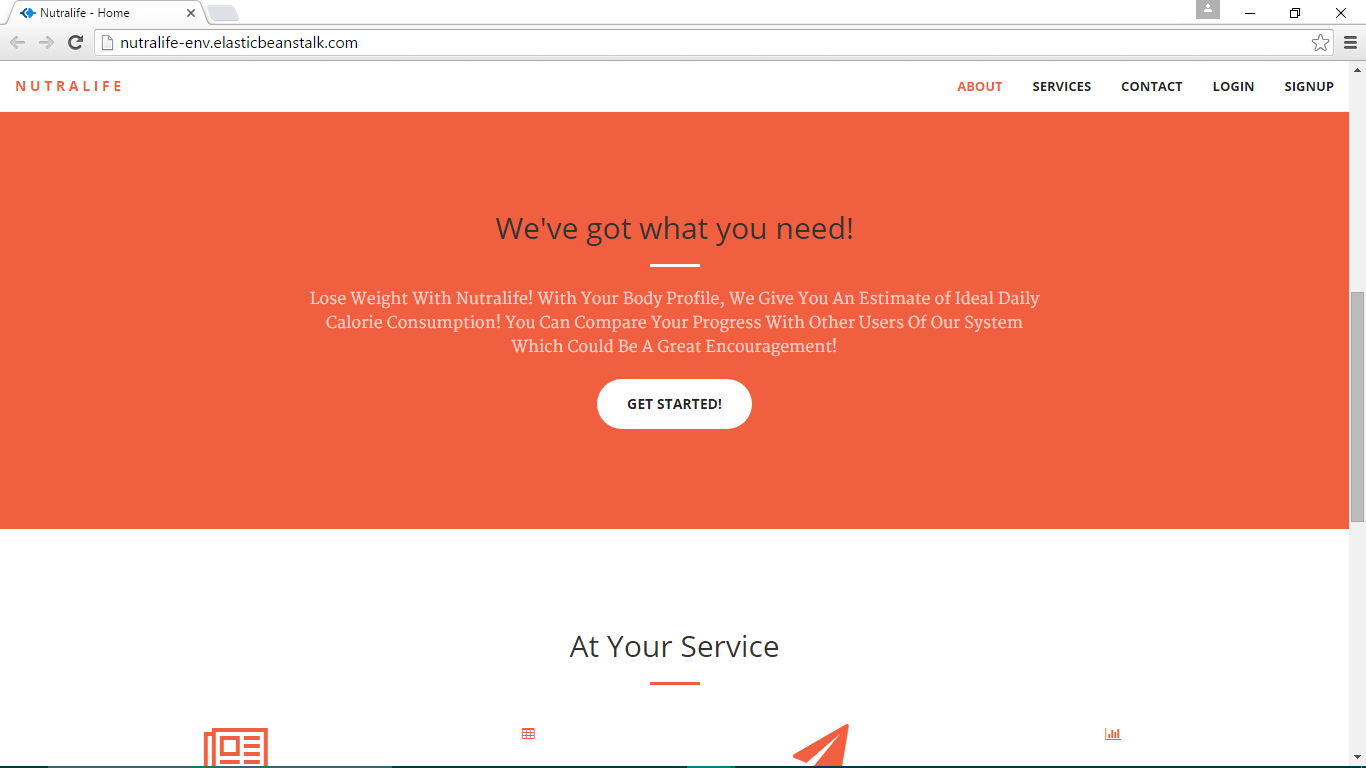 Nutralife - Home
nutralife-env.elasticbeanstalk.com
NUTRALIFE
ABOUT SERVICES CONTACT LOGIN SIGNUP
We've got what you need!
Lose Weight With Nutralife! With Your Body Profile, We Give You An Estimate of Ideal Daily
Calorie Consumption! You Can Compare Your Progress With Other Users Of Our System
Which Could Be A Great Encouragement!
GET STARTED!
At Your Service